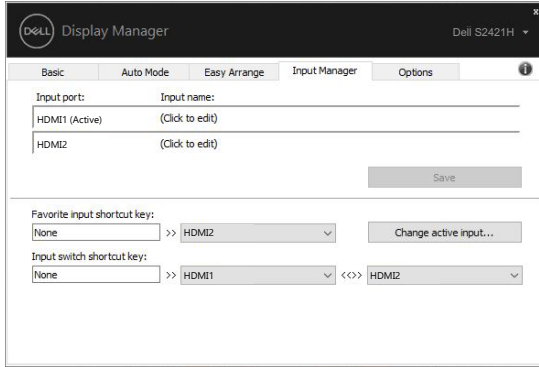 x
DELL Display Manager Dell S2421H
Basic Auto Mode Easy Arrange Input Manager Options i
Input port: Input name:
HDMI1 (Active) (Click to edit)
HDMI2 (Click to edit)
Save
Favorite input shortcut key:
None >> HDMI2 Change active input...
Input switch shortcut key:
None >> HDMI1 <<>> HDMI2